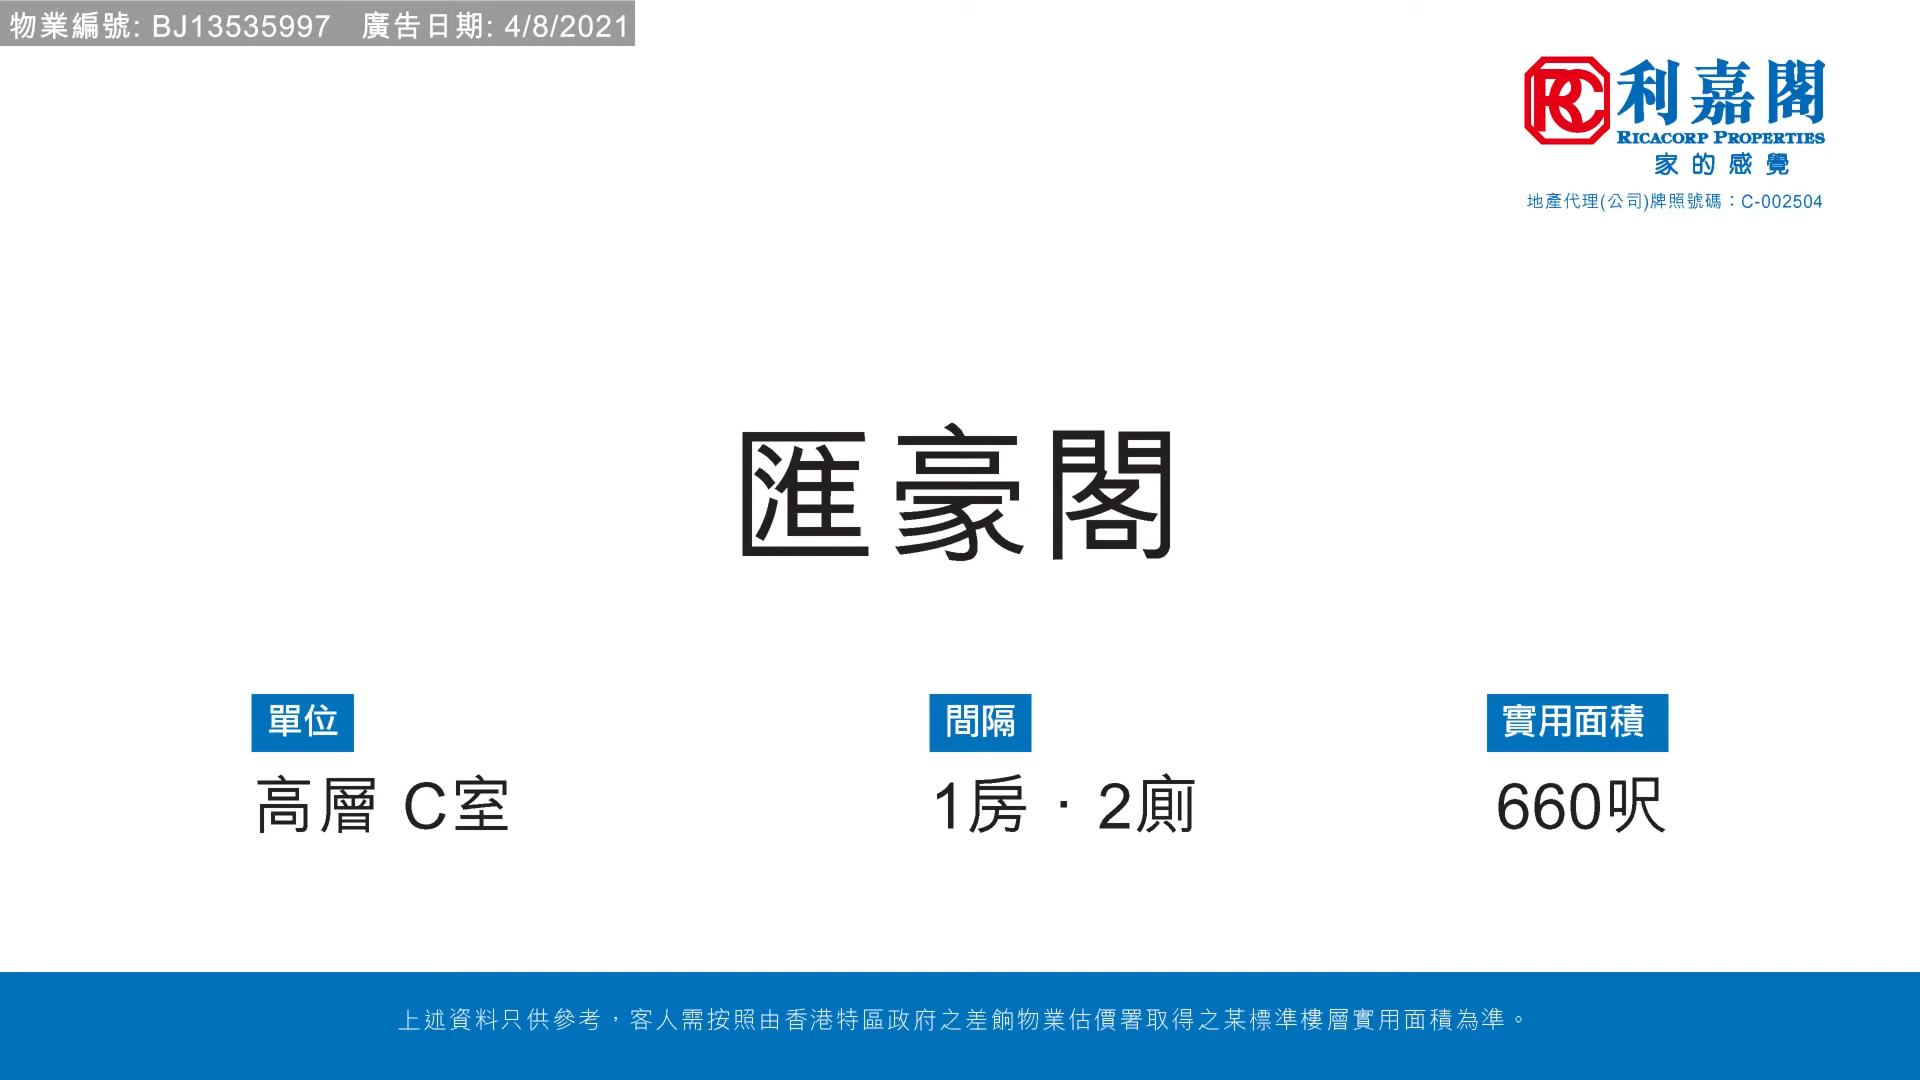 物業編號: BJ13535997 廣告日期: 4/8/2021
RC 利嘉閣
RICACORP PROPERTIES
家的感覺
地產代理(公司)牌照號碼：C-002504
匯豪閣
單位 間隔 實用面積
高層 C室 1房‧2廁 660呎
上述資料只供參考，客人需按照由香港特區政府之差餉物業估價署取得之某標準樓層實用面積為準。